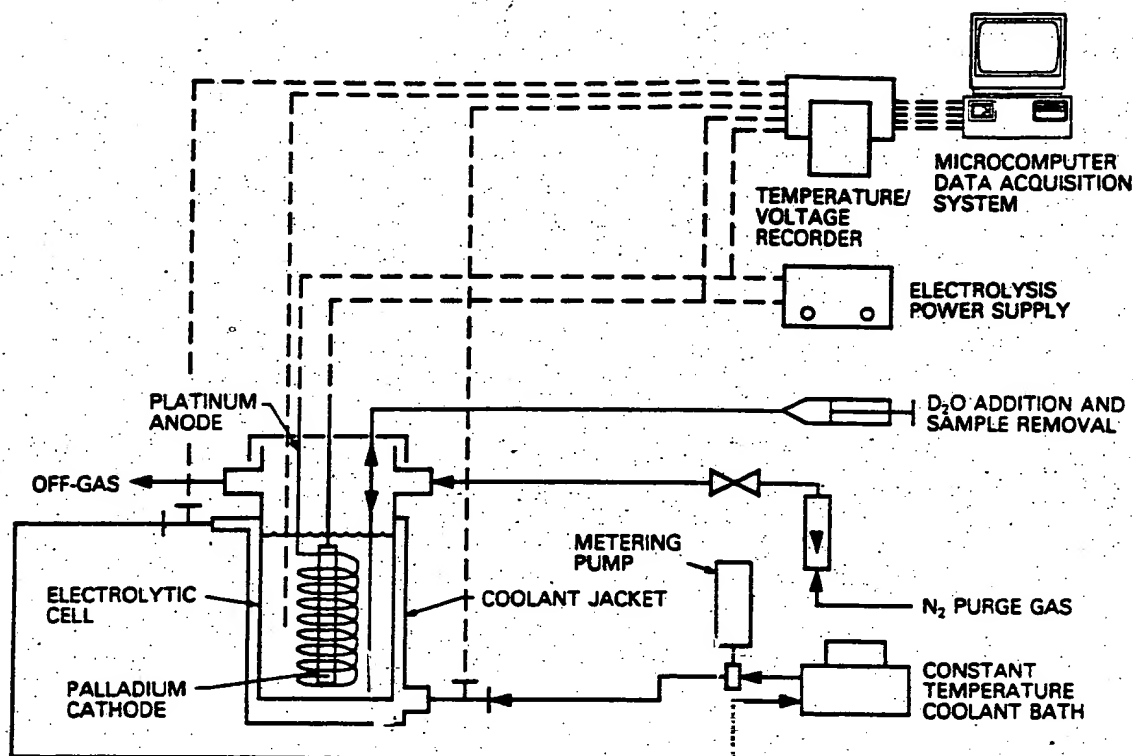 MICROCOMPUTER
DATA ACQUISITION
SYSTEM
TEMPERATURE/
VOLTAGE
RECORDER
ELECTROLYSIS
POWER SUPPLY
PLATINUM
ANODE
D₂O ADDITION AND
SAMPLE REMOVAL
OFF-GAS
METERING
PUMP
ELECTROLYTIC
CELL
COOLANT JACKET
N₂ PURGE GAS
PALLADIUM
CATHODE
CONSTANT
TEMPERATURE
COOLANT BATH